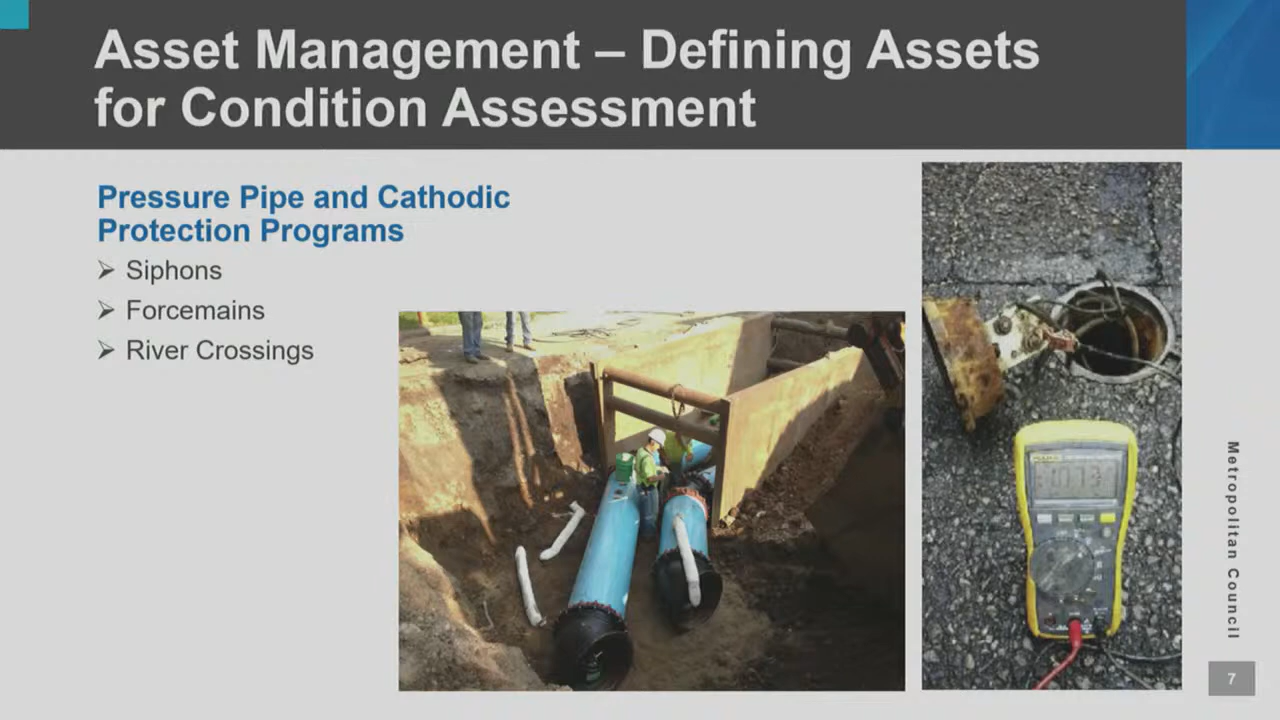 Asset Management – Defining Assets
for Condition Assessment
Pressure Pipe and Cathodic
Protection Programs
➢ Siphons
➢ Forcemains
➢ River Crossings
Metropolitan Council
7